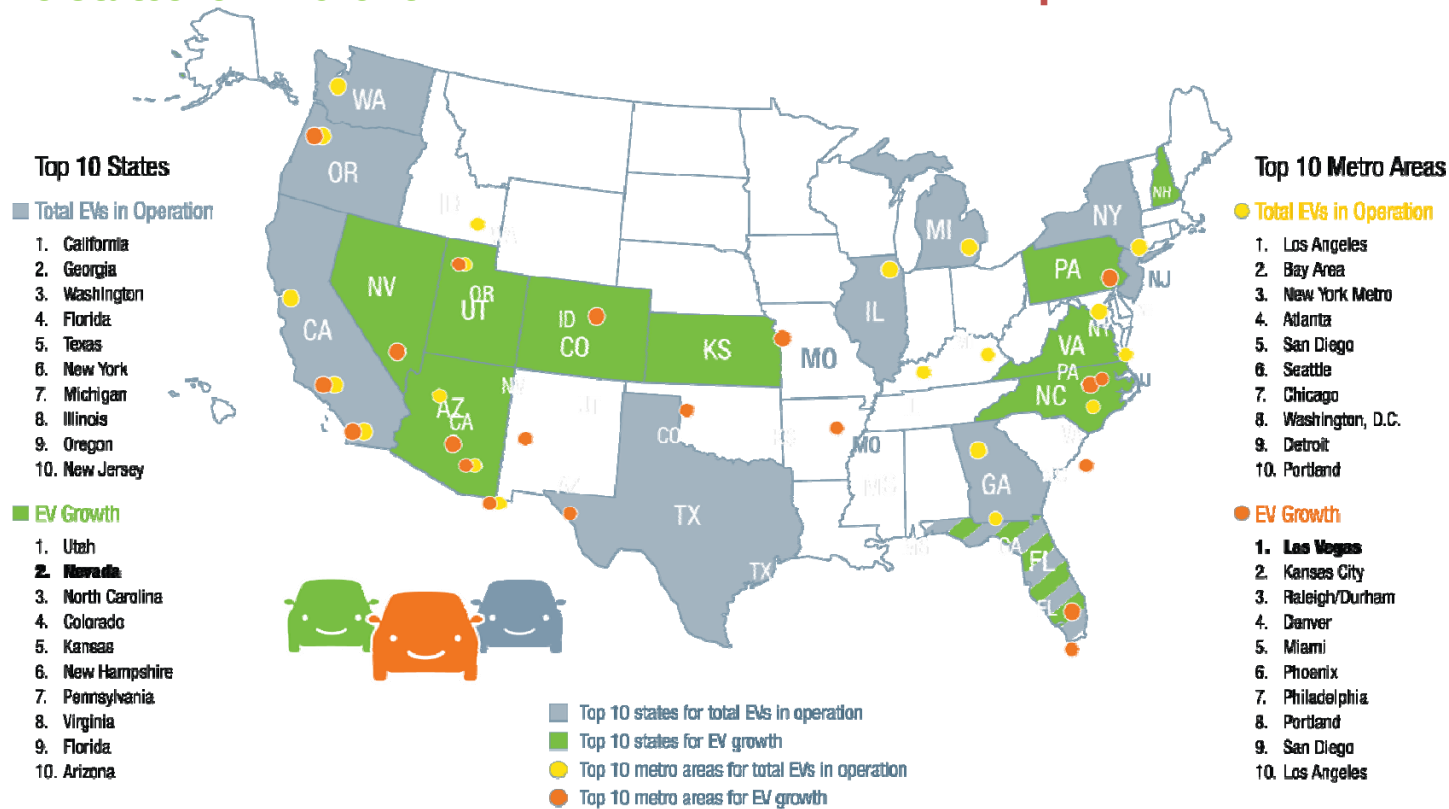 Top 10 States
Total EVs in Operation
1. California
2. Georgia
3. Washington
4. Florida
5. Texas
6. New York
7. Michigan
8. Illinois
9. Oregon
10. New Jersey
EV Growth
1. Utah
2. Nevada
3. North Carolina
4. Colorado
5. Kansas
6. New Hampshire
7. Pennsylvania
8. Virginia
9. Florida
10. Arizona
WA
OR
NV
CA
OR
UT
ID
CO
KS
AZ
CA
CO
TX
TX
MO
MO
IL
MI
NY
NH
PA
NJ
VA
PA
NC
GA
FL
FL
Top 10 states for total EVs in operation
Top 10 states for EV growth
Top 10 metro areas for total EVs in operation
Top 10 metro areas for EV growth
Top 10 Metro Areas
Total EVs in Operation
1. Los Angeles
2. Bay Area
3. New York Metro
4. Atlanta
5. San Diego
6. Seattle
7. Chicago
8. Washington, D.C.
9. Detroit
10. Portland
EV Growth
1. Las Vegas
2. Kansas City
3. Raleigh/Durham
4. Denver
5. Miami
6. Phoenix
7. Philadelphia
8. Portland
9. San Diego
10. Los Angeles